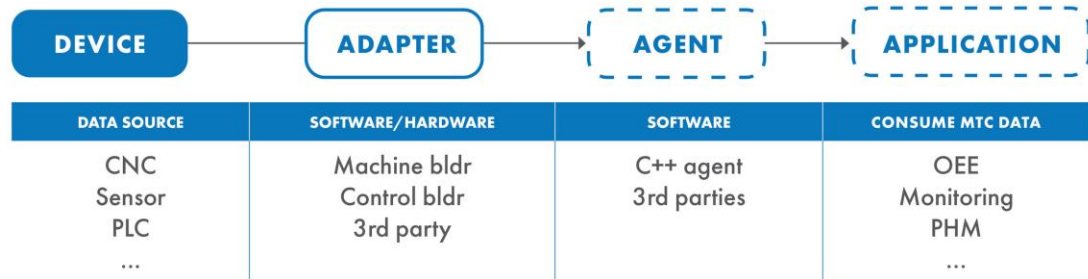 DEVICE ADAPTER AGENT APPLICATION
DATA SOURCE SOFTWARE/HARDWARE SOFTWARE CONSUME MTC DATA
CNC Machine bldr C++ agent OEE
Sensor Control bldr 3rd parties Monitoring
PLC 3rd party PHM
... ...